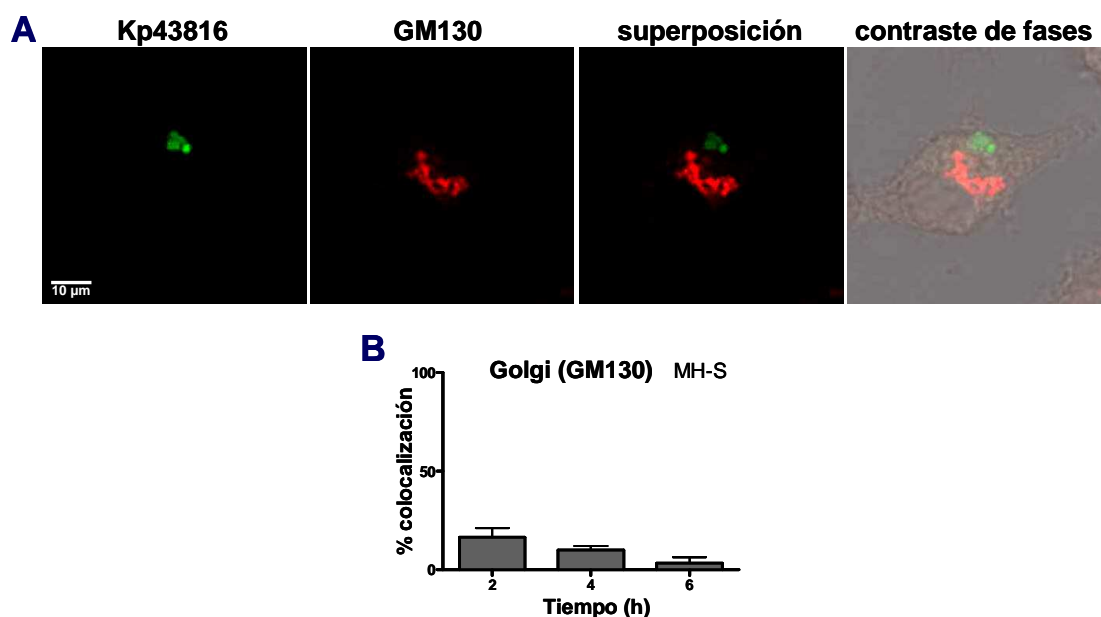 A
Kp43816 GM130 superposición contraste de fases
10 µm
B
Golgi (GM130) MH-S
% colocalización
100
50
0
2 4 6
Tiempo (h)